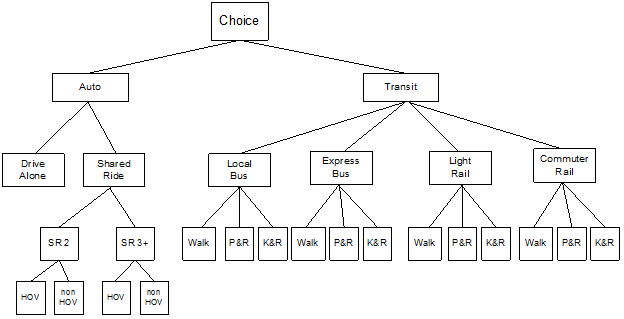 Choice
Auto
Transit
Drive
Alone
Shared
Ride
Local
Bus
Express
Bus
Light
Rail
Commuter
Rail
SR 2
SR 3+
Walk
P&R
K&R
Walk
P&R
K&R
Walk
P&R
K&R
Walk
P&R
K&R
HOV
non
HOV
HOV
non
HOV